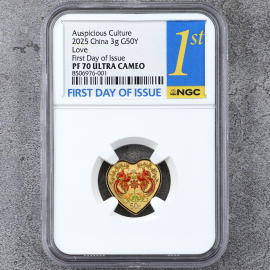 Auspicious Culture
2025 China 3g G50Y
Love
First Day of Issue
PF 70 ULTRA CAMEO
8506976-001
1st
FIRST DAY OF ISSUE
NGC